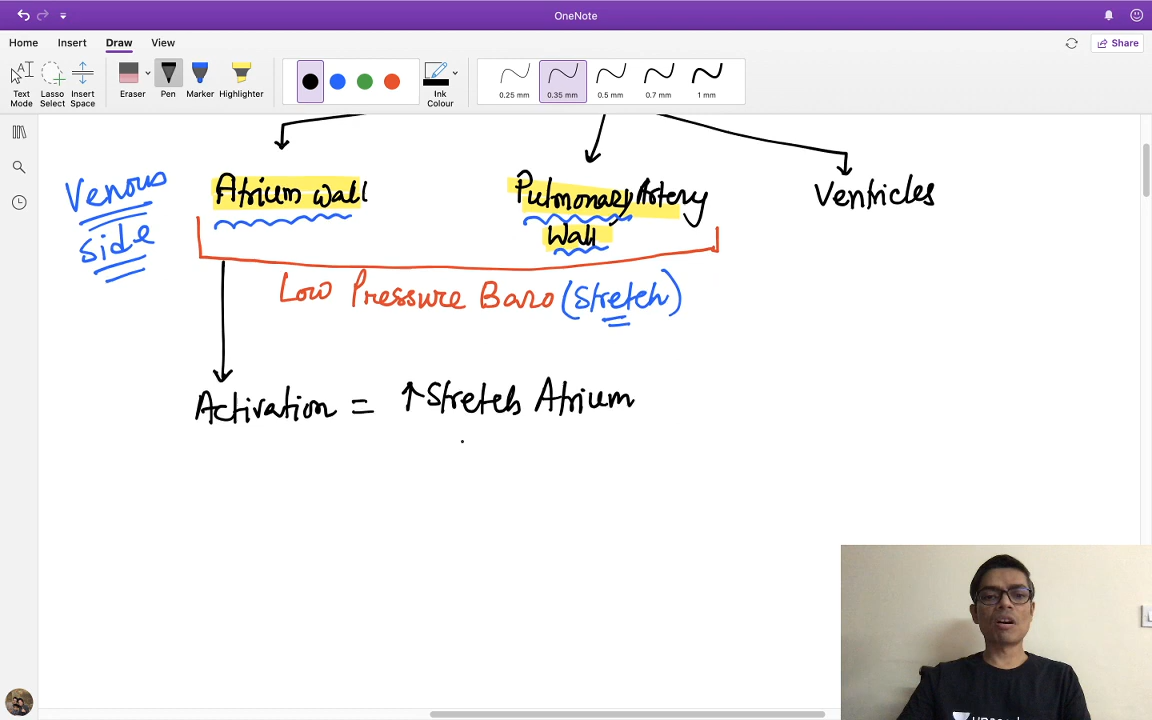 OneNote
Home Insert Draw View
Share
Text Mode
Lasso Select
Insert Space
Eraser
Pen
Marker
Highlighter
Ink Colour
0.25 mm
0.35 mm
0.5 mm
0.7 mm
1 mm
Venous
side
Atrium wall
Pulmonary Artery
Wall
Ventricles
Low Pressure Baro (Stretch)
Activation = ↑ Stretch Atrium